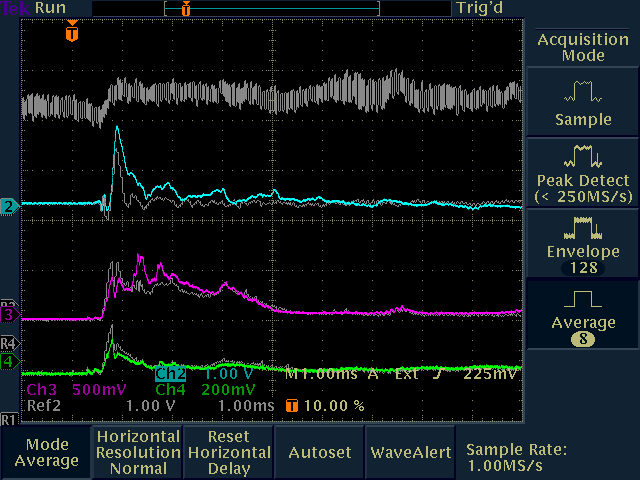 Tek Run Trig'd
T
T
Acquisition
Mode
Sample
Peak Detect
(< 250MS/s)
2
Envelope
128
3
R4
4
Average
8
Ch2 1.00 V M1.00ms A Ext 225mV
Ch3 500mV Ch4 200mV
Ref2 1.00 V 1.00ms T 10.00 %
R1
Mode
Average
Horizontal
Resolution
Normal
Reset
Horizontal
Delay
Autoset
WaveAlert
Sample Rate:
1.00MS/s